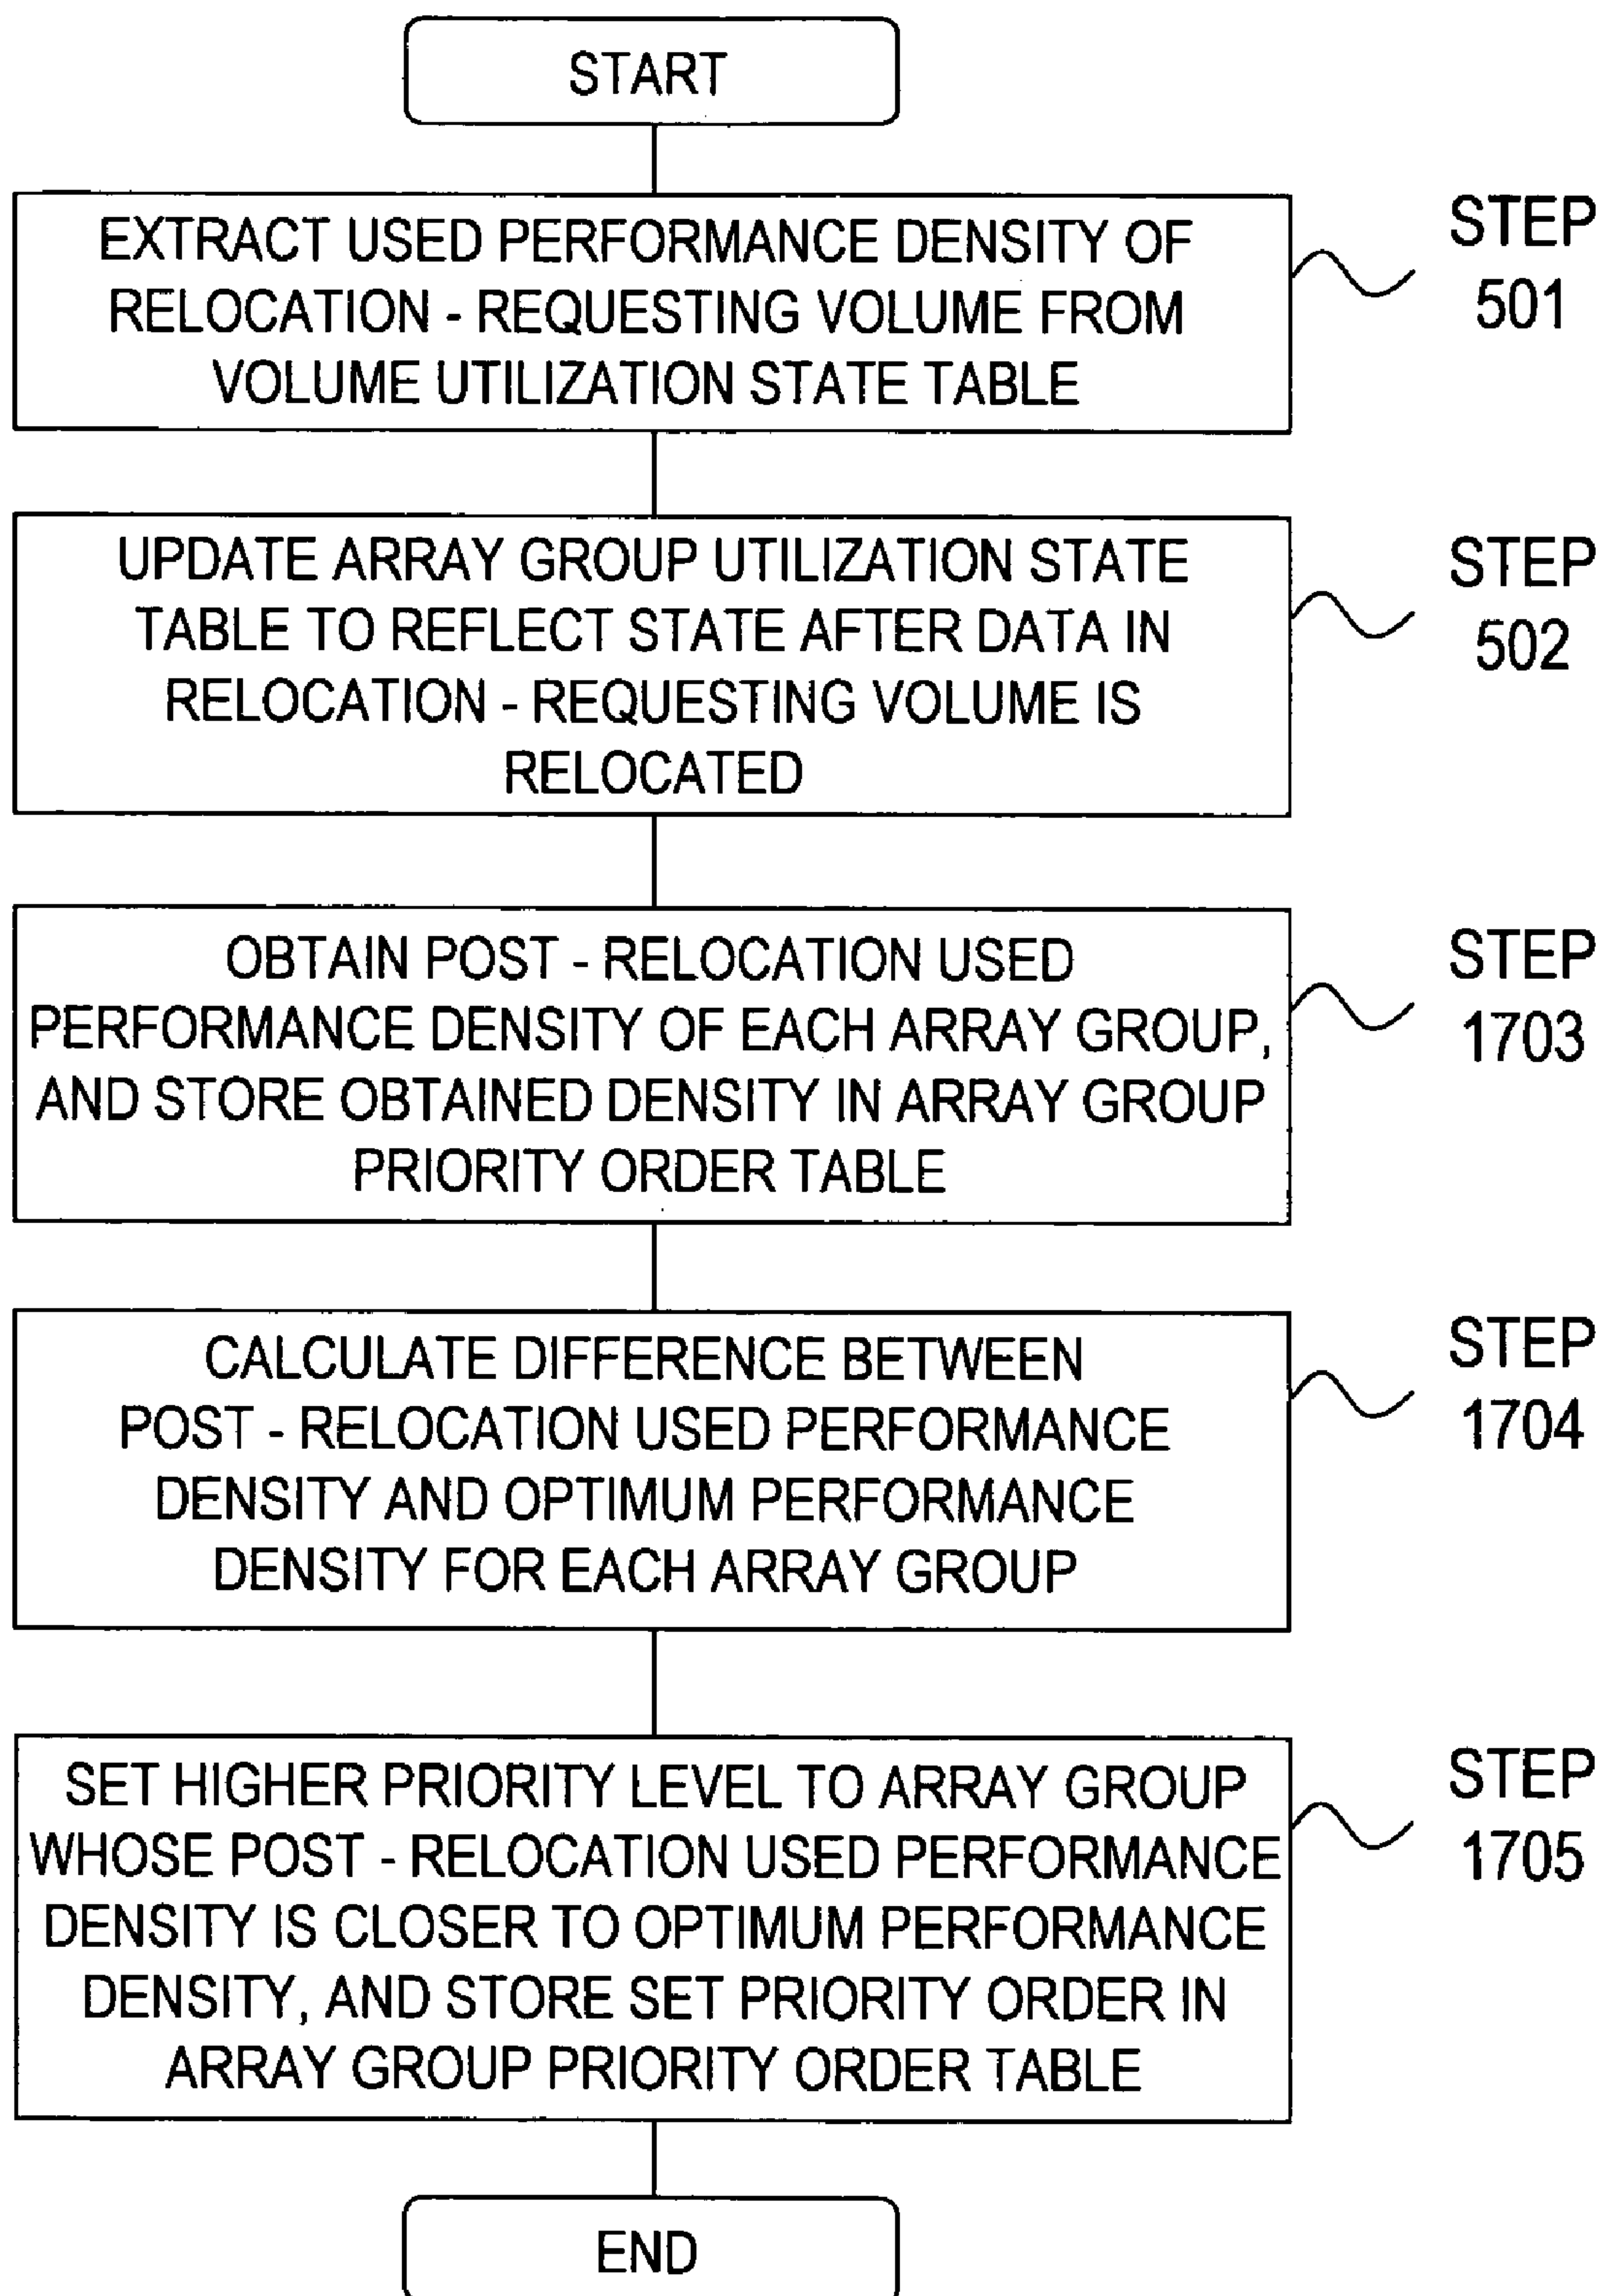 START
EXTRACT USED PERFORMANCE DENSITY OF
RELOCATION - REQUESTING VOLUME FROM
VOLUME UTILIZATION STATE TABLE
STEP
501
UPDATE ARRAY GROUP UTILIZATION STATE
TABLE TO REFLECT STATE AFTER DATA IN
RELOCATION - REQUESTING VOLUME IS
RELOCATED
STEP
502
OBTAIN POST - RELOCATION USED
PERFORMANCE DENSITY OF EACH ARRAY GROUP,
AND STORE OBTAINED DENSITY IN ARRAY GROUP
PRIORITY ORDER TABLE
STEP
1703
CALCULATE DIFFERENCE BETWEEN
POST - RELOCATION USED PERFORMANCE
DENSITY AND OPTIMUM PERFORMANCE
DENSITY FOR EACH ARRAY GROUP
STEP
1704
SET HIGHER PRIORITY LEVEL TO ARRAY GROUP
WHOSE POST - RELOCATION USED PERFORMANCE
DENSITY IS CLOSER TO OPTIMUM PERFORMANCE
DENSITY, AND STORE SET PRIORITY ORDER IN
ARRAY GROUP PRIORITY ORDER TABLE
STEP
1705
END